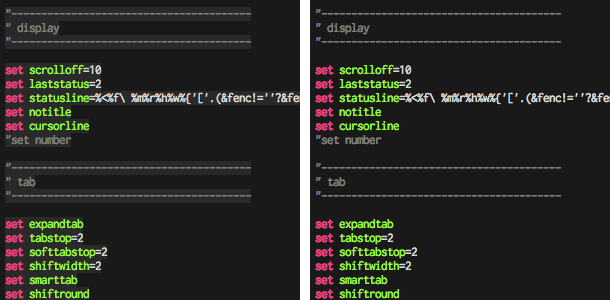 "----------------------------------------
" display
"----------------------------------------
set scrolloff=10
set laststatus=2
set statusline=%<%f\ %m%r%h%w%{'['.(&fenc!=''?&fe
set notitle
set cursorline
"set number
"----------------------------------------
" tab
"----------------------------------------
set expandtab
set tabstop=2
set softtabstop=2
set shiftwidth=2
set smarttab
set shiftround
"----------------------------------------
" display
"----------------------------------------
set scrolloff=10
set laststatus=2
set statusline=%<%f\ %m%r%h%w%{'['.(&fenc!=''?&fe
set notitle
set cursorline
"set number
"----------------------------------------
" tab
"----------------------------------------
set expandtab
set tabstop=2
set softtabstop=2
set shiftwidth=2
set smarttab
set shiftround